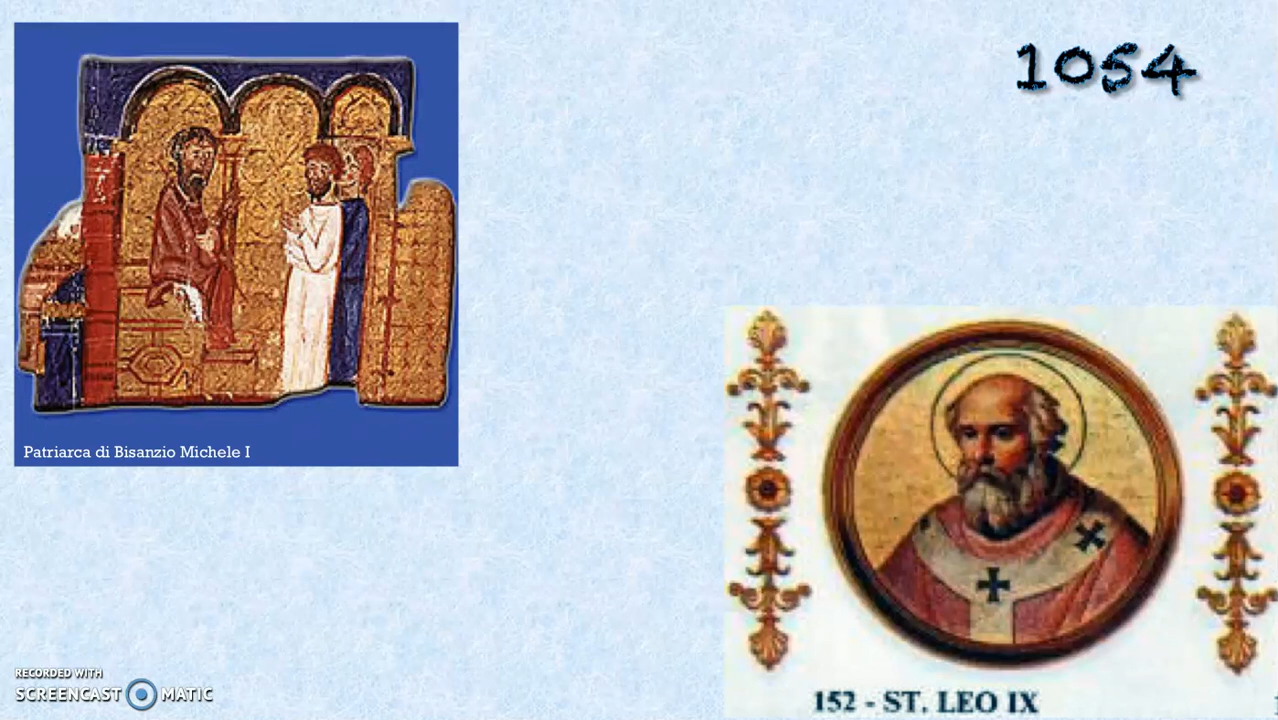 1054
Patriarca di Bisanzio Michele I
152 - ST. LEO IX
RECORDED WITH
SCREENCAST MATIC